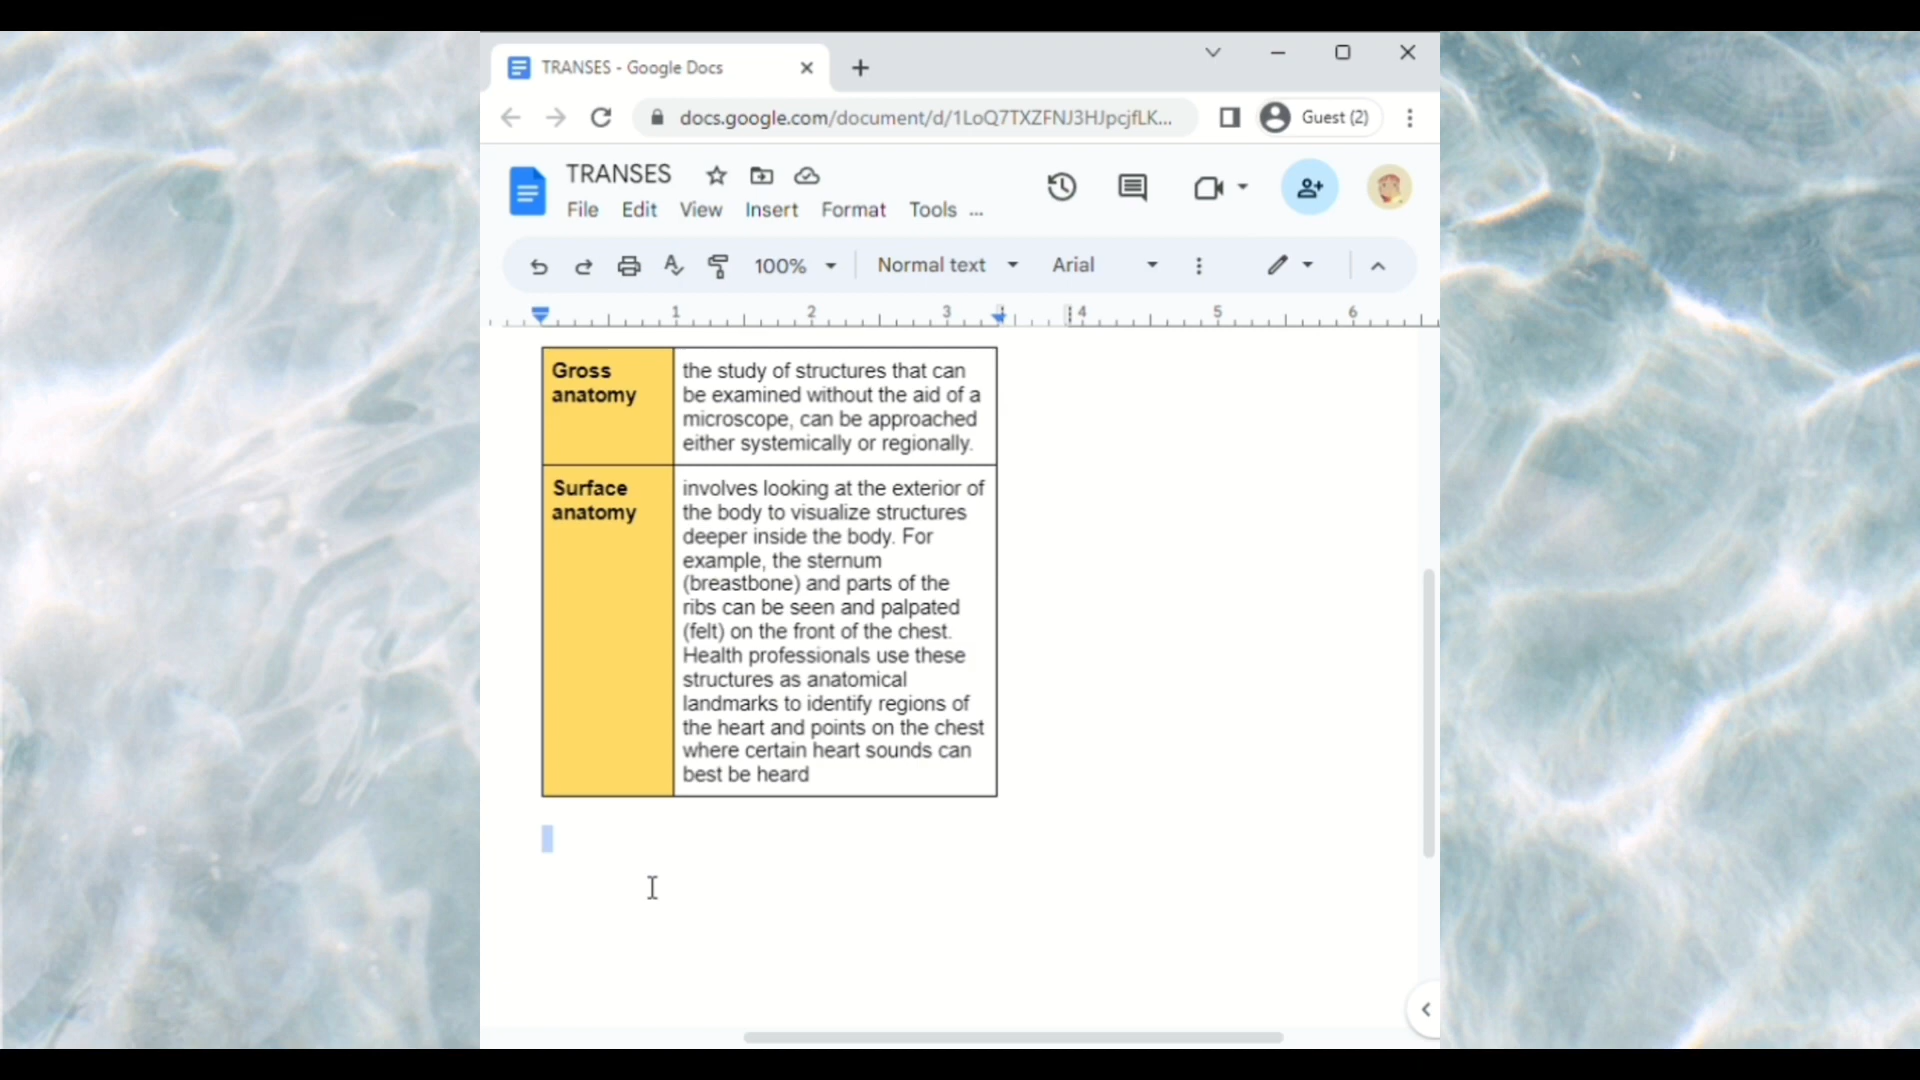 TRANSES - Google Docs
docs.google.com/document/d/1LoQ7TXZFNJ3HJpcjfLK...
Guest (2)
TRANSES
File Edit View Insert Format Tools ...
100% Normal text Arial
1 2 3 4 5 6
Gross
anatomy
the study of structures that can
be examined without the aid of a
microscope, can be approached
either systemically or regionally.
Surface
anatomy
involves looking at the exterior of
the body to visualize structures
deeper inside the body. For
example, the sternum
(breastbone) and parts of the
ribs can be seen and palpated
(felt) on the front of the chest.
Health professionals use these
structures as anatomical
landmarks to identify regions of
the heart and points on the chest
where certain heart sounds can
best be heard